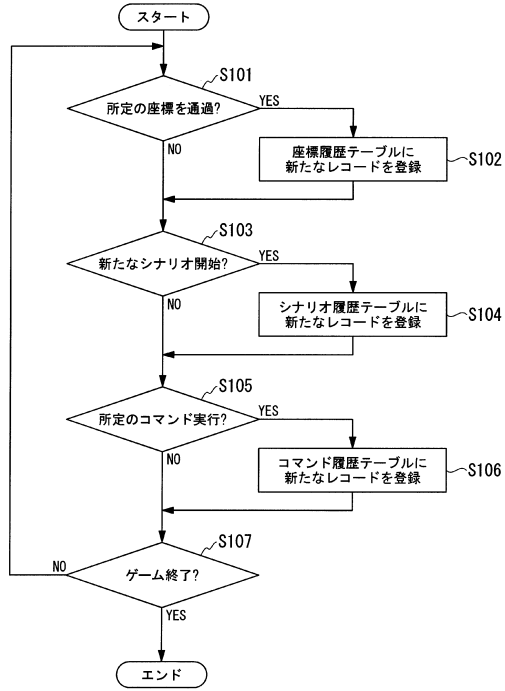 スタート
S101
所定の座標を通過?
YES
NO
座標履歴テーブルに
新たなレコードを登録
S102
S103
新たなシナリオ開始?
YES
NO
シナリオ履歴テーブルに
新たなレコードを登録
S104
S105
所定のコマンド実行?
YES
NO
コマンド履歴テーブルに
新たなレコードを登録
S106
S107
NO
ゲーム終了?
YES
エンド